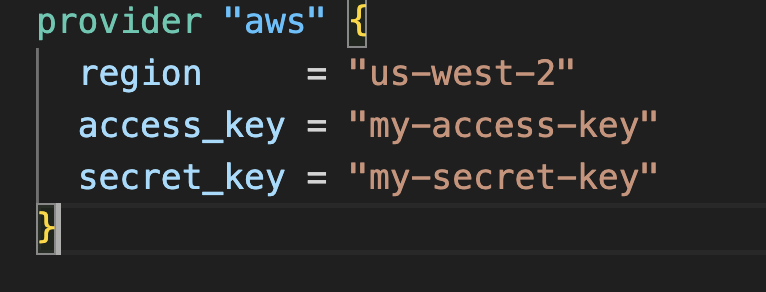 provider "aws" {
  region     = "us-west-2"
  access_key = "my-access-key"
  secret_key = "my-secret-key"
}